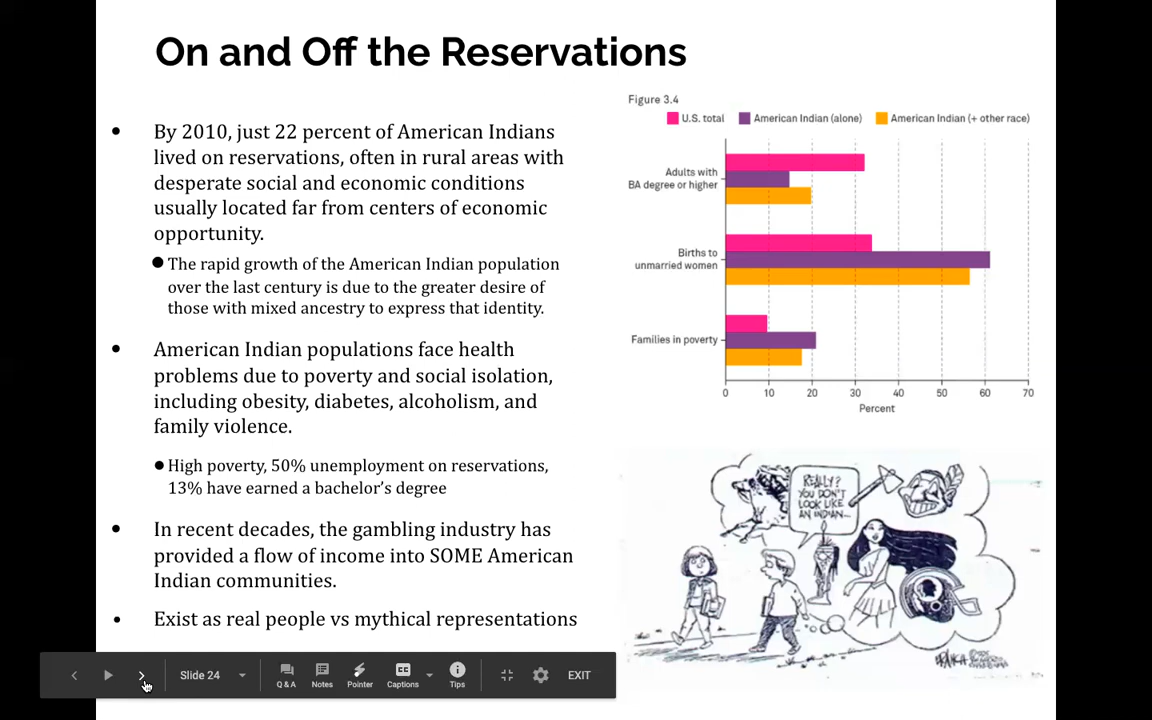 On and Off the Reservations
• By 2010, just 22 percent of American Indians
lived on reservations, often in rural areas with
desperate social and economic conditions
usually located far from centers of economic
opportunity.
● The rapid growth of the American Indian population
over the last century is due to the greater desire of
those with mixed ancestry to express that identity.
• American Indian populations face health
problems due to poverty and social isolation,
including obesity, diabetes, alcoholism, and
family violence.
● High poverty, 50% unemployment on reservations,
13% have earned a bachelor’s degree
• In recent decades, the gambling industry has
provided a flow of income into SOME American
Indian communities.
• Exist as real people vs mythical representations
Figure 3.4
U.S. total American Indian (alone) American Indian (+ other race)
Adults with
BA degree or higher
Births to
unmarried women
Families in poverty
0 10 20 30 40 50 60 70
Percent
REALLY?
YOU DON'T
LOOK LIKE
AN INDIAN...
Slide 24
Q & A Notes Pointer Captions Tips EXIT
CC